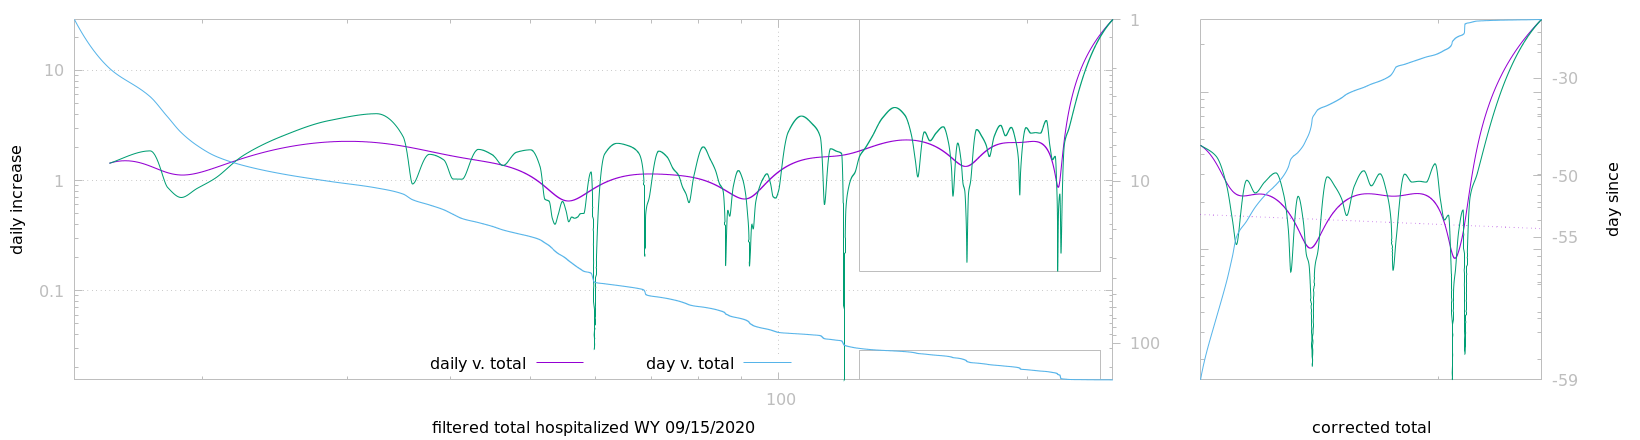 daily increase
10
1
0.1
daily v. total
day v. total
100
1
10
100
filtered total hospitalized WY 09/15/2020
-30
-50
-55
-59
day since
corrected total